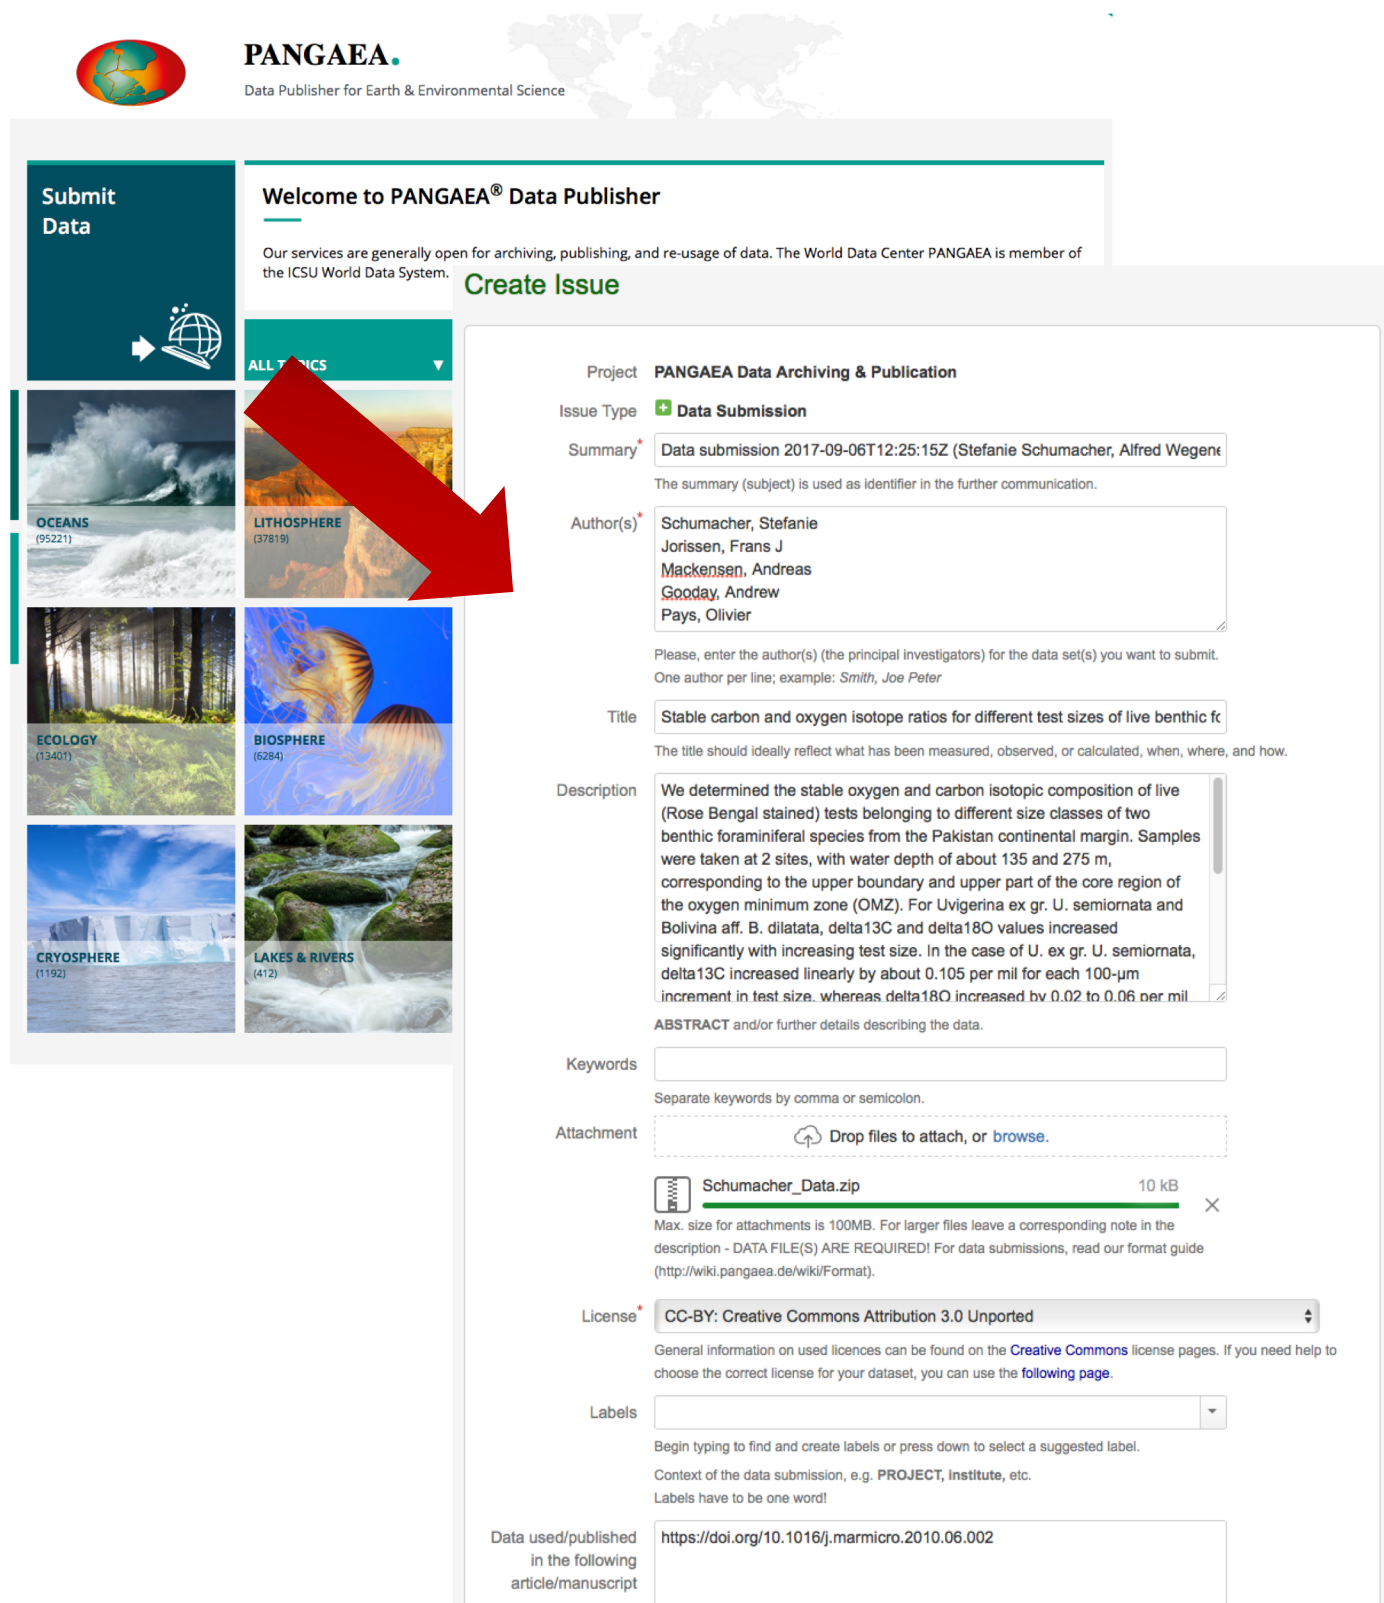 PANGAEA.
Data Publisher for Earth & Environmental Science
Submit
Data
Welcome to PANGAEA® Data Publisher
Our services are generally open for archiving, publishing, and re-usage of data. The World Data Center PANGAEA is member of
the ICSU World Data System.
ALL
OCEANS
(95221)
LITHOSPHERE
(37819)
ECOLOGY
(13401)
BIOSPHERE
(6284)
CRYOSPHERE
(1192)
LAKES & RIVERS
(412)
Create Issue
Project PANGAEA Data Archiving & Publication
Issue Type Data Submission
Summary* Data submission 2017-09-06T12:25:15Z (Stefanie Schumacher, Alfred Wegene
The summary (subject) is used as identifier in the further communication.
Author(s)* Schumacher, Stefanie
Jorissen, Frans J
Mackensen, Andreas
Gooday, Andrew
Pays, Olivier
Please, enter the author(s) (the principal investigators) for the data set(s) you want to submit.
One author per line; example: Smith, Joe Peter
Title Stable carbon and oxygen isotope ratios for different test sizes of live benthic fo
The title should ideally reflect what has been measured, observed, or calculated, when, where, and how.
Description We determined the stable oxygen and carbon isotopic composition of live
(Rose Bengal stained) tests belonging to different size classes of two
benthic foraminiferal species from the Pakistan continental margin. Samples
were taken at 2 sites, with water depth of about 135 and 275 m,
corresponding to the upper boundary and upper part of the core region of
the oxygen minimum zone (OMZ). For Uvigerina ex gr. U. semiornata and
Bolivina aff. B. dilatata, delta13C and delta18O values increased
significantly with increasing test size. In the case of U. ex gr. U. semiornata,
delta13C increased linearly by about 0.105 per mil for each 100-µm
increment in test size, whereas delta18O increased by 0.02 to 0.06 per mil
ABSTRACT and/or further details describing the data.
Keywords
Separate keywords by comma or semicolon.
Attachment Drop files to attach, or browse.
Schumacher_Data.zip 10 kB
Max. size for attachments is 100MB. For larger files leave a corresponding note in the
description - DATA FILE(S) ARE REQUIRED! For data submissions, read our format guide
(http://wiki.pangaea.de/wiki/Format).
License* CC-BY: Creative Commons Attribution 3.0 Unported
General information on used licences can be found on the Creative Commons license pages. If you need help to
choose the correct license for your dataset, you can use the following page.
Labels
Begin typing to find and create labels or press down to select a suggested label.
Context of the data submission, e.g. PROJECT, institute, etc.
Labels have to be one word!
Data used/published https://doi.org/10.1016/j.marmicro.2010.06.002
in the following
article/manuscript